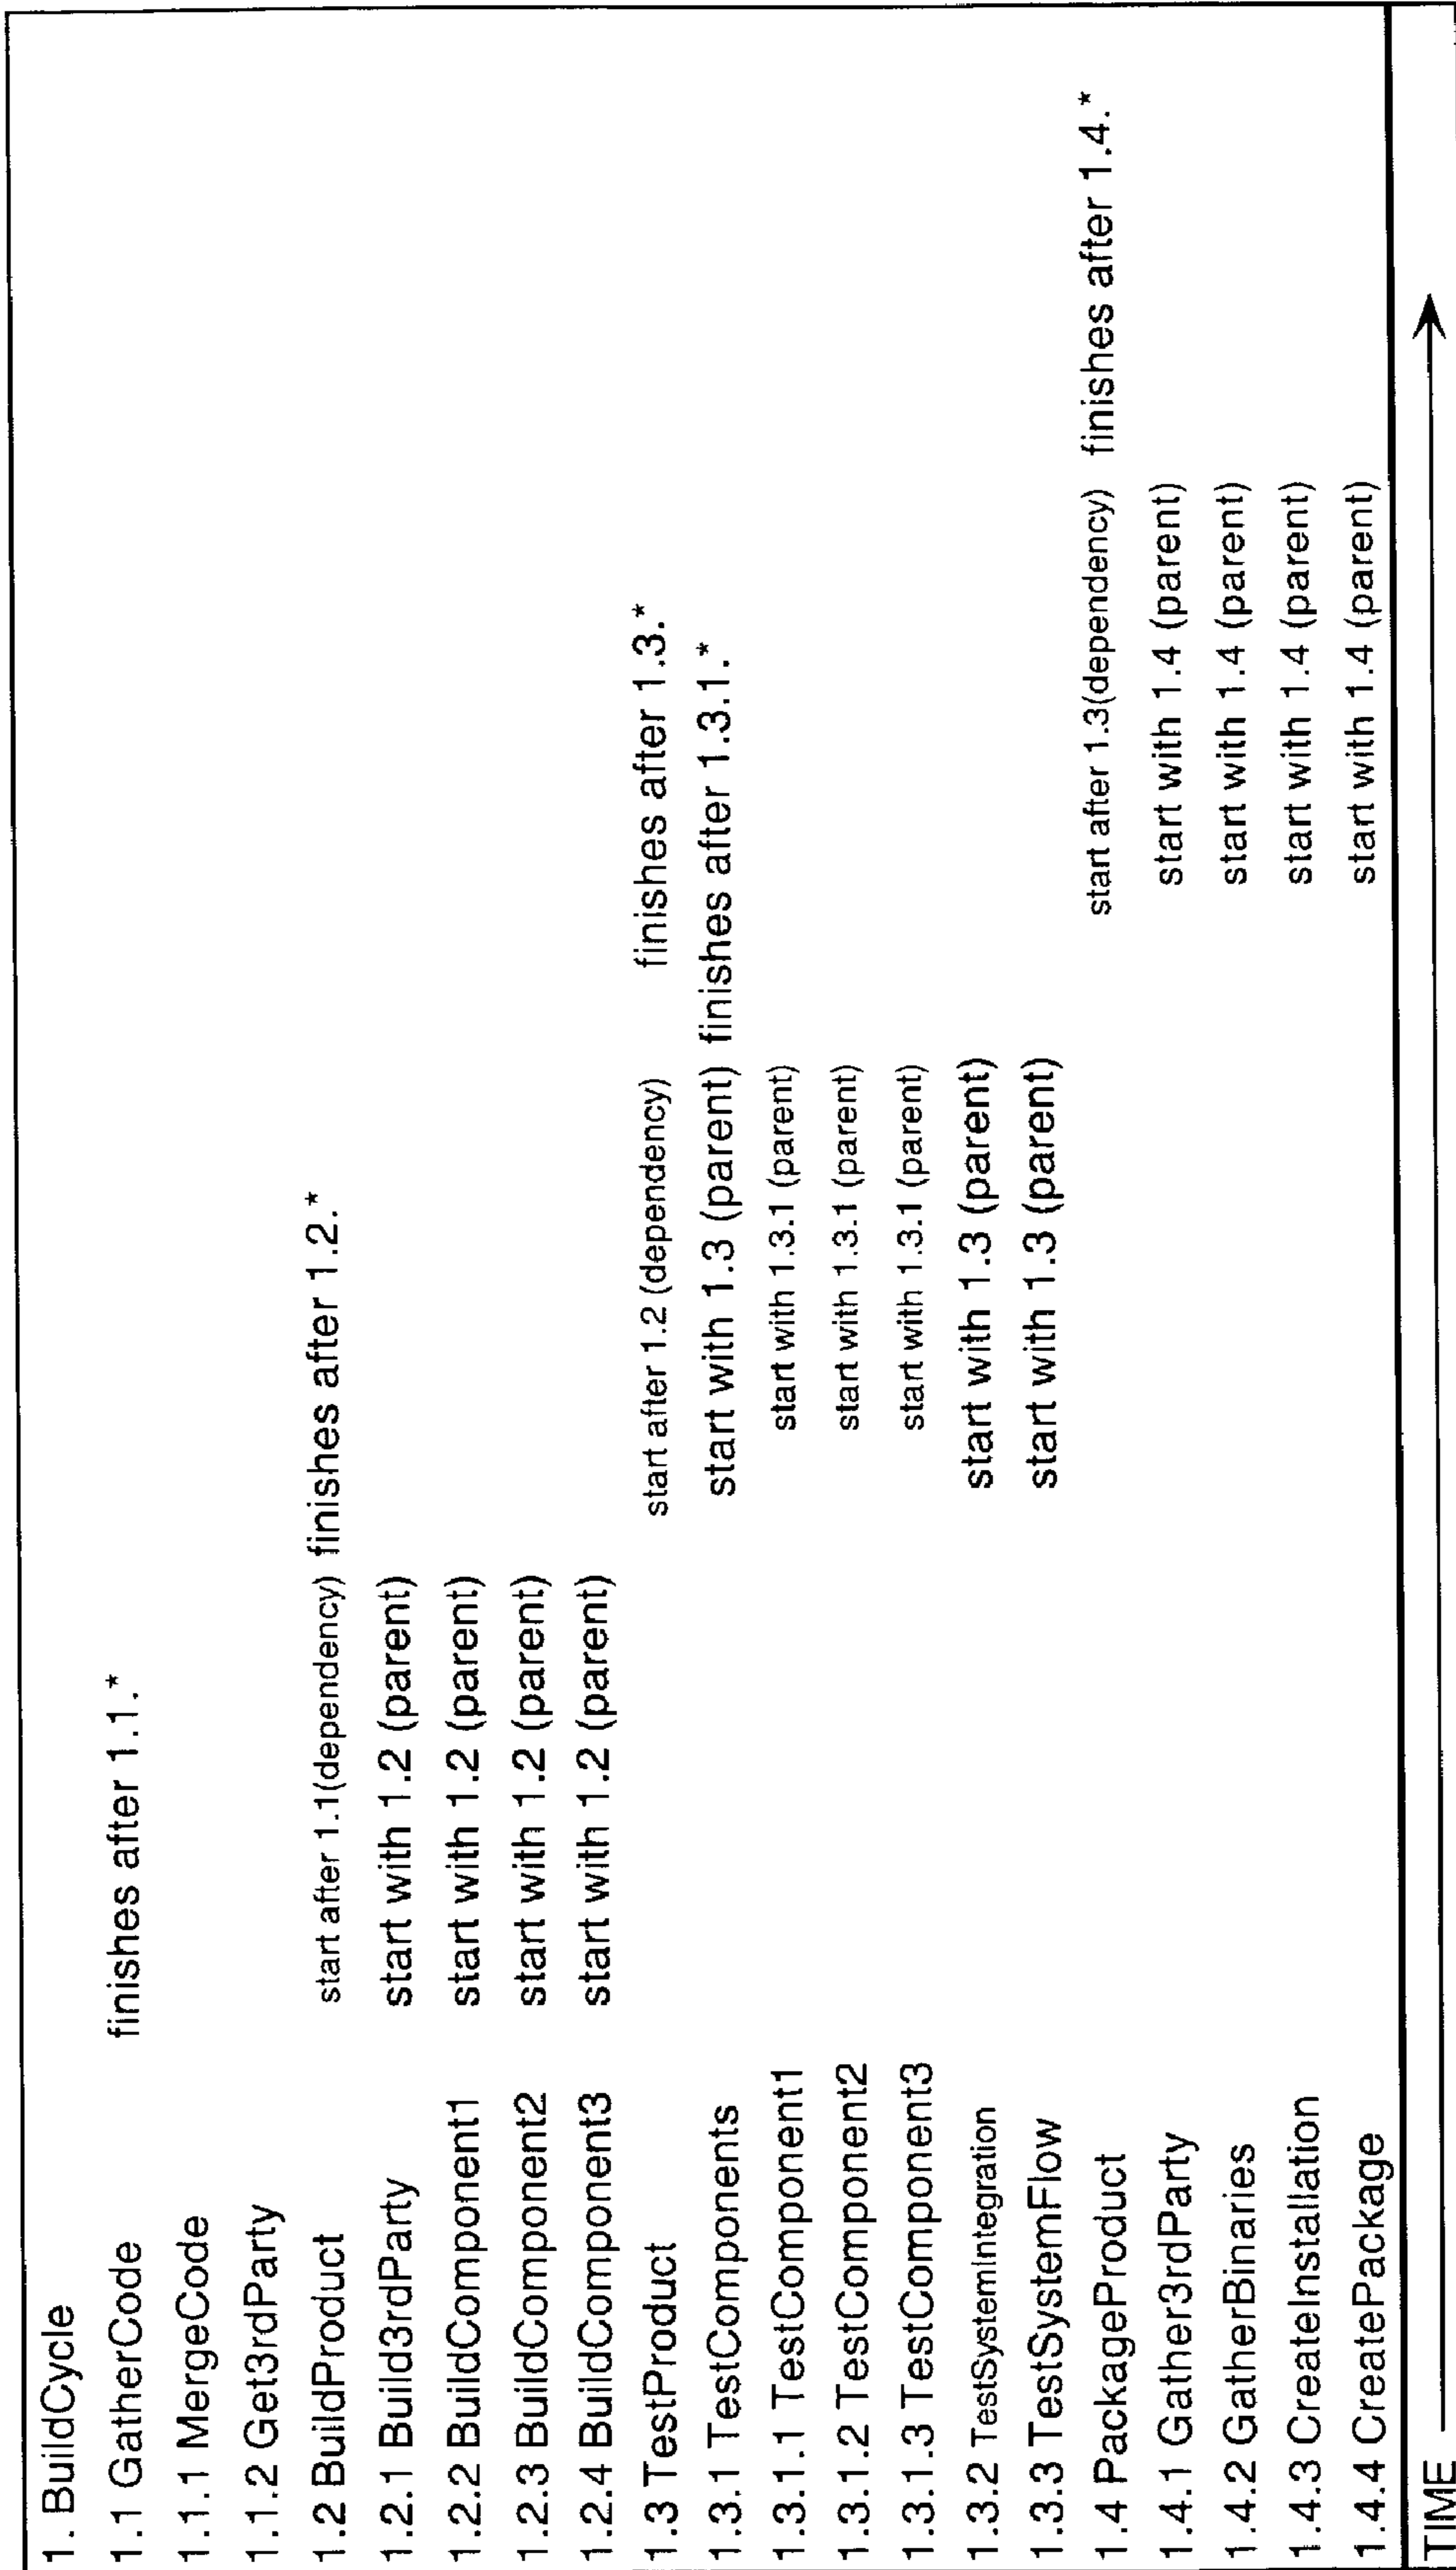 1. BuildCycle
1.1 GatherCode finishes after 1.1.*
1.1.1 MergeCode
1.1.2 Get3rdParty
1.2 BuildProduct start after 1.1(dependency) finishes after 1.2.*
1.2.1 Build3rdParty start with 1.2 (parent)
1.2.2 BuildComponent1 start with 1.2 (parent)
1.2.3 BuildComponent2 start with 1.2 (parent)
1.2.4 BuildComponent3 start with 1.2 (parent)
1.3 TestProduct start after 1.2 (dependency) finishes after 1.3.*
1.3.1 TestComponents start with 1.3 (parent) finishes after 1.3.1.*
1.3.1.1 TestComponent1 start with 1.3.1 (parent)
1.3.1.2 TestComponent2 start with 1.3.1 (parent)
1.3.1.3 TestComponent3 start with 1.3.1 (parent)
1.3.2 TestSystemIntegration start with 1.3 (parent)
1.3.3 TestSystemFlow start with 1.3 (parent)
1.4 PackageProduct start after 1.3(dependency) finishes after 1.4.*
1.4.1 Gather3rdParty start with 1.4 (parent)
1.4.2 GatherBinaries start with 1.4 (parent)
1.4.3 CreateInstallation start with 1.4 (parent)
1.4.4 CreatePackage start with 1.4 (parent)
TIME